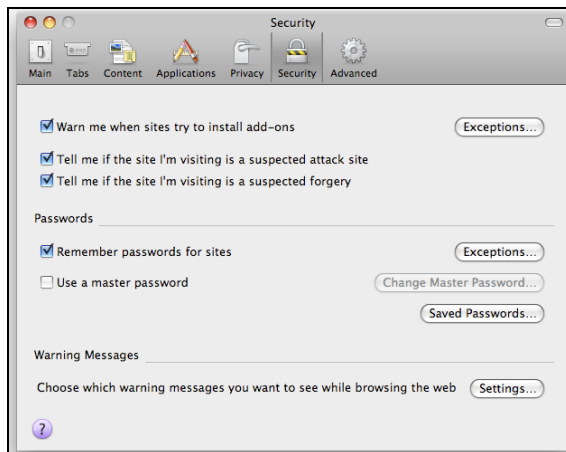 Security
Main Tabs Content Applications Privacy Security Advanced
Warn me when sites try to install add-ons Exceptions...
Tell me if the site I'm visiting is a suspected attack site
Tell me if the site I'm visiting is a suspected forgery
Passwords
Remember passwords for sites Exceptions...
Use a master password Change Master Password...
Saved Passwords...
Warning Messages
Choose which warning messages you want to see while browsing the web Settings...
?